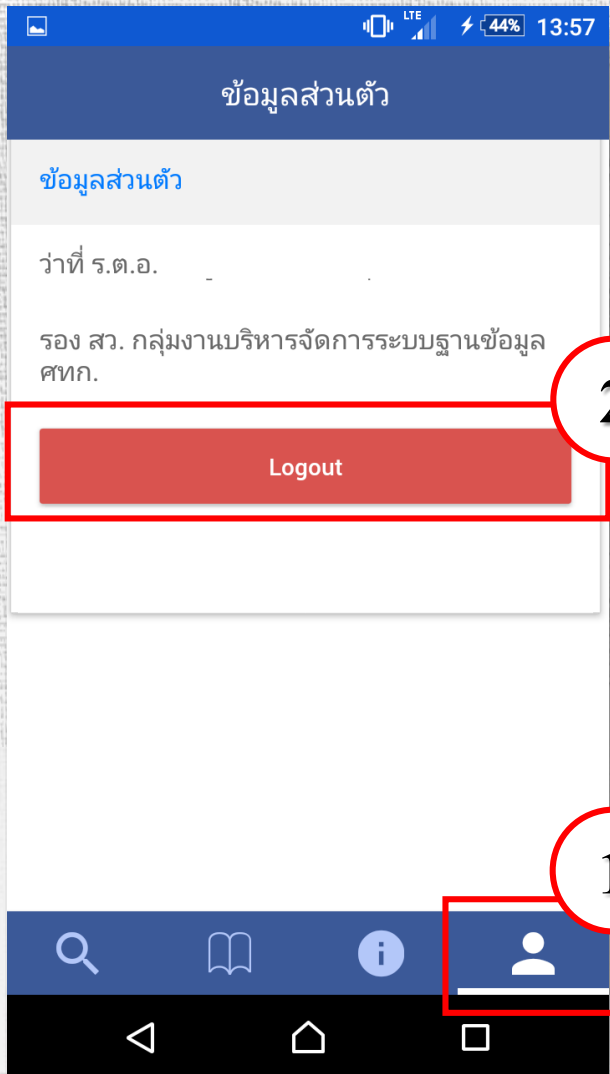 LTE
44% 13:57
ข้อมูลส่วนตัว
ข้อมูลส่วนตัว
ว่าที่ ร.ต.อ.
รอง สว. กลุ่มงานบริหารจัดการระบบฐานข้อมูล
ศทก.
2
Logout
1